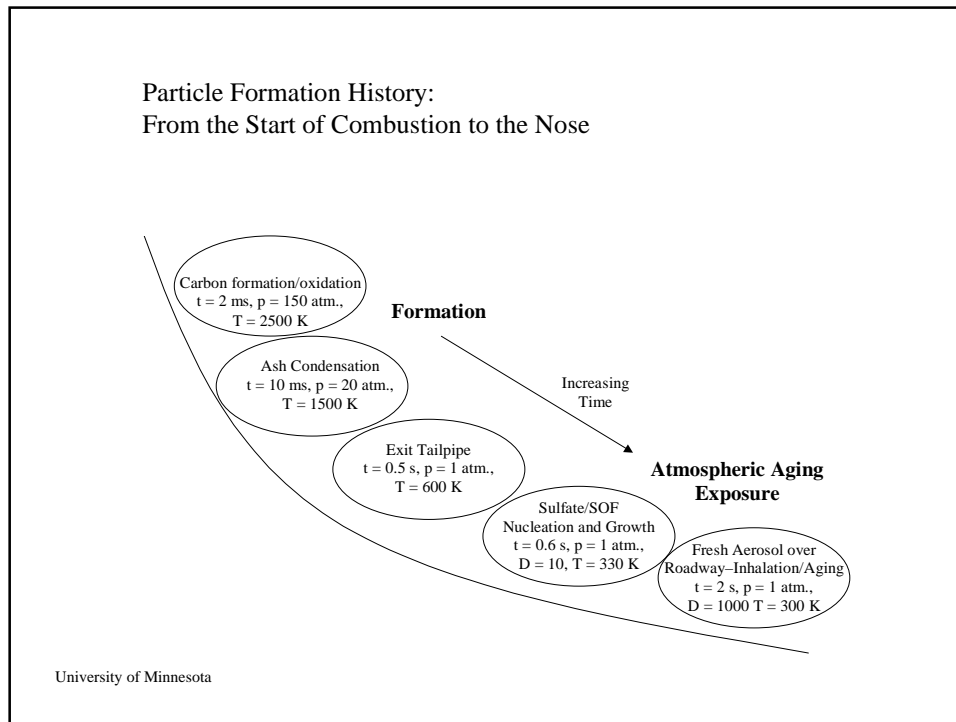 Particle Formation History:
From the Start of Combustion to the Nose
Carbon formation/oxidation
t = 2 ms, p = 150 atm.,
T = 2500 K
Formation
Ash Condensation
t = 10 ms, p = 20 atm.,
T = 1500 K
Increasing
Time
Exit Tailpipe
t = 0.5 s, p = 1 atm.,
T = 600 K
Atmospheric Aging
Exposure
Sulfate/SOF
Nucleation and Growth
t = 0.6 s, p = 1 atm.,
D = 10, T = 330 K
Fresh Aerosol over
Roadway–Inhalation/Aging
t = 2 s, p = 1 atm.,
D = 1000 T = 300 K
University of Minnesota